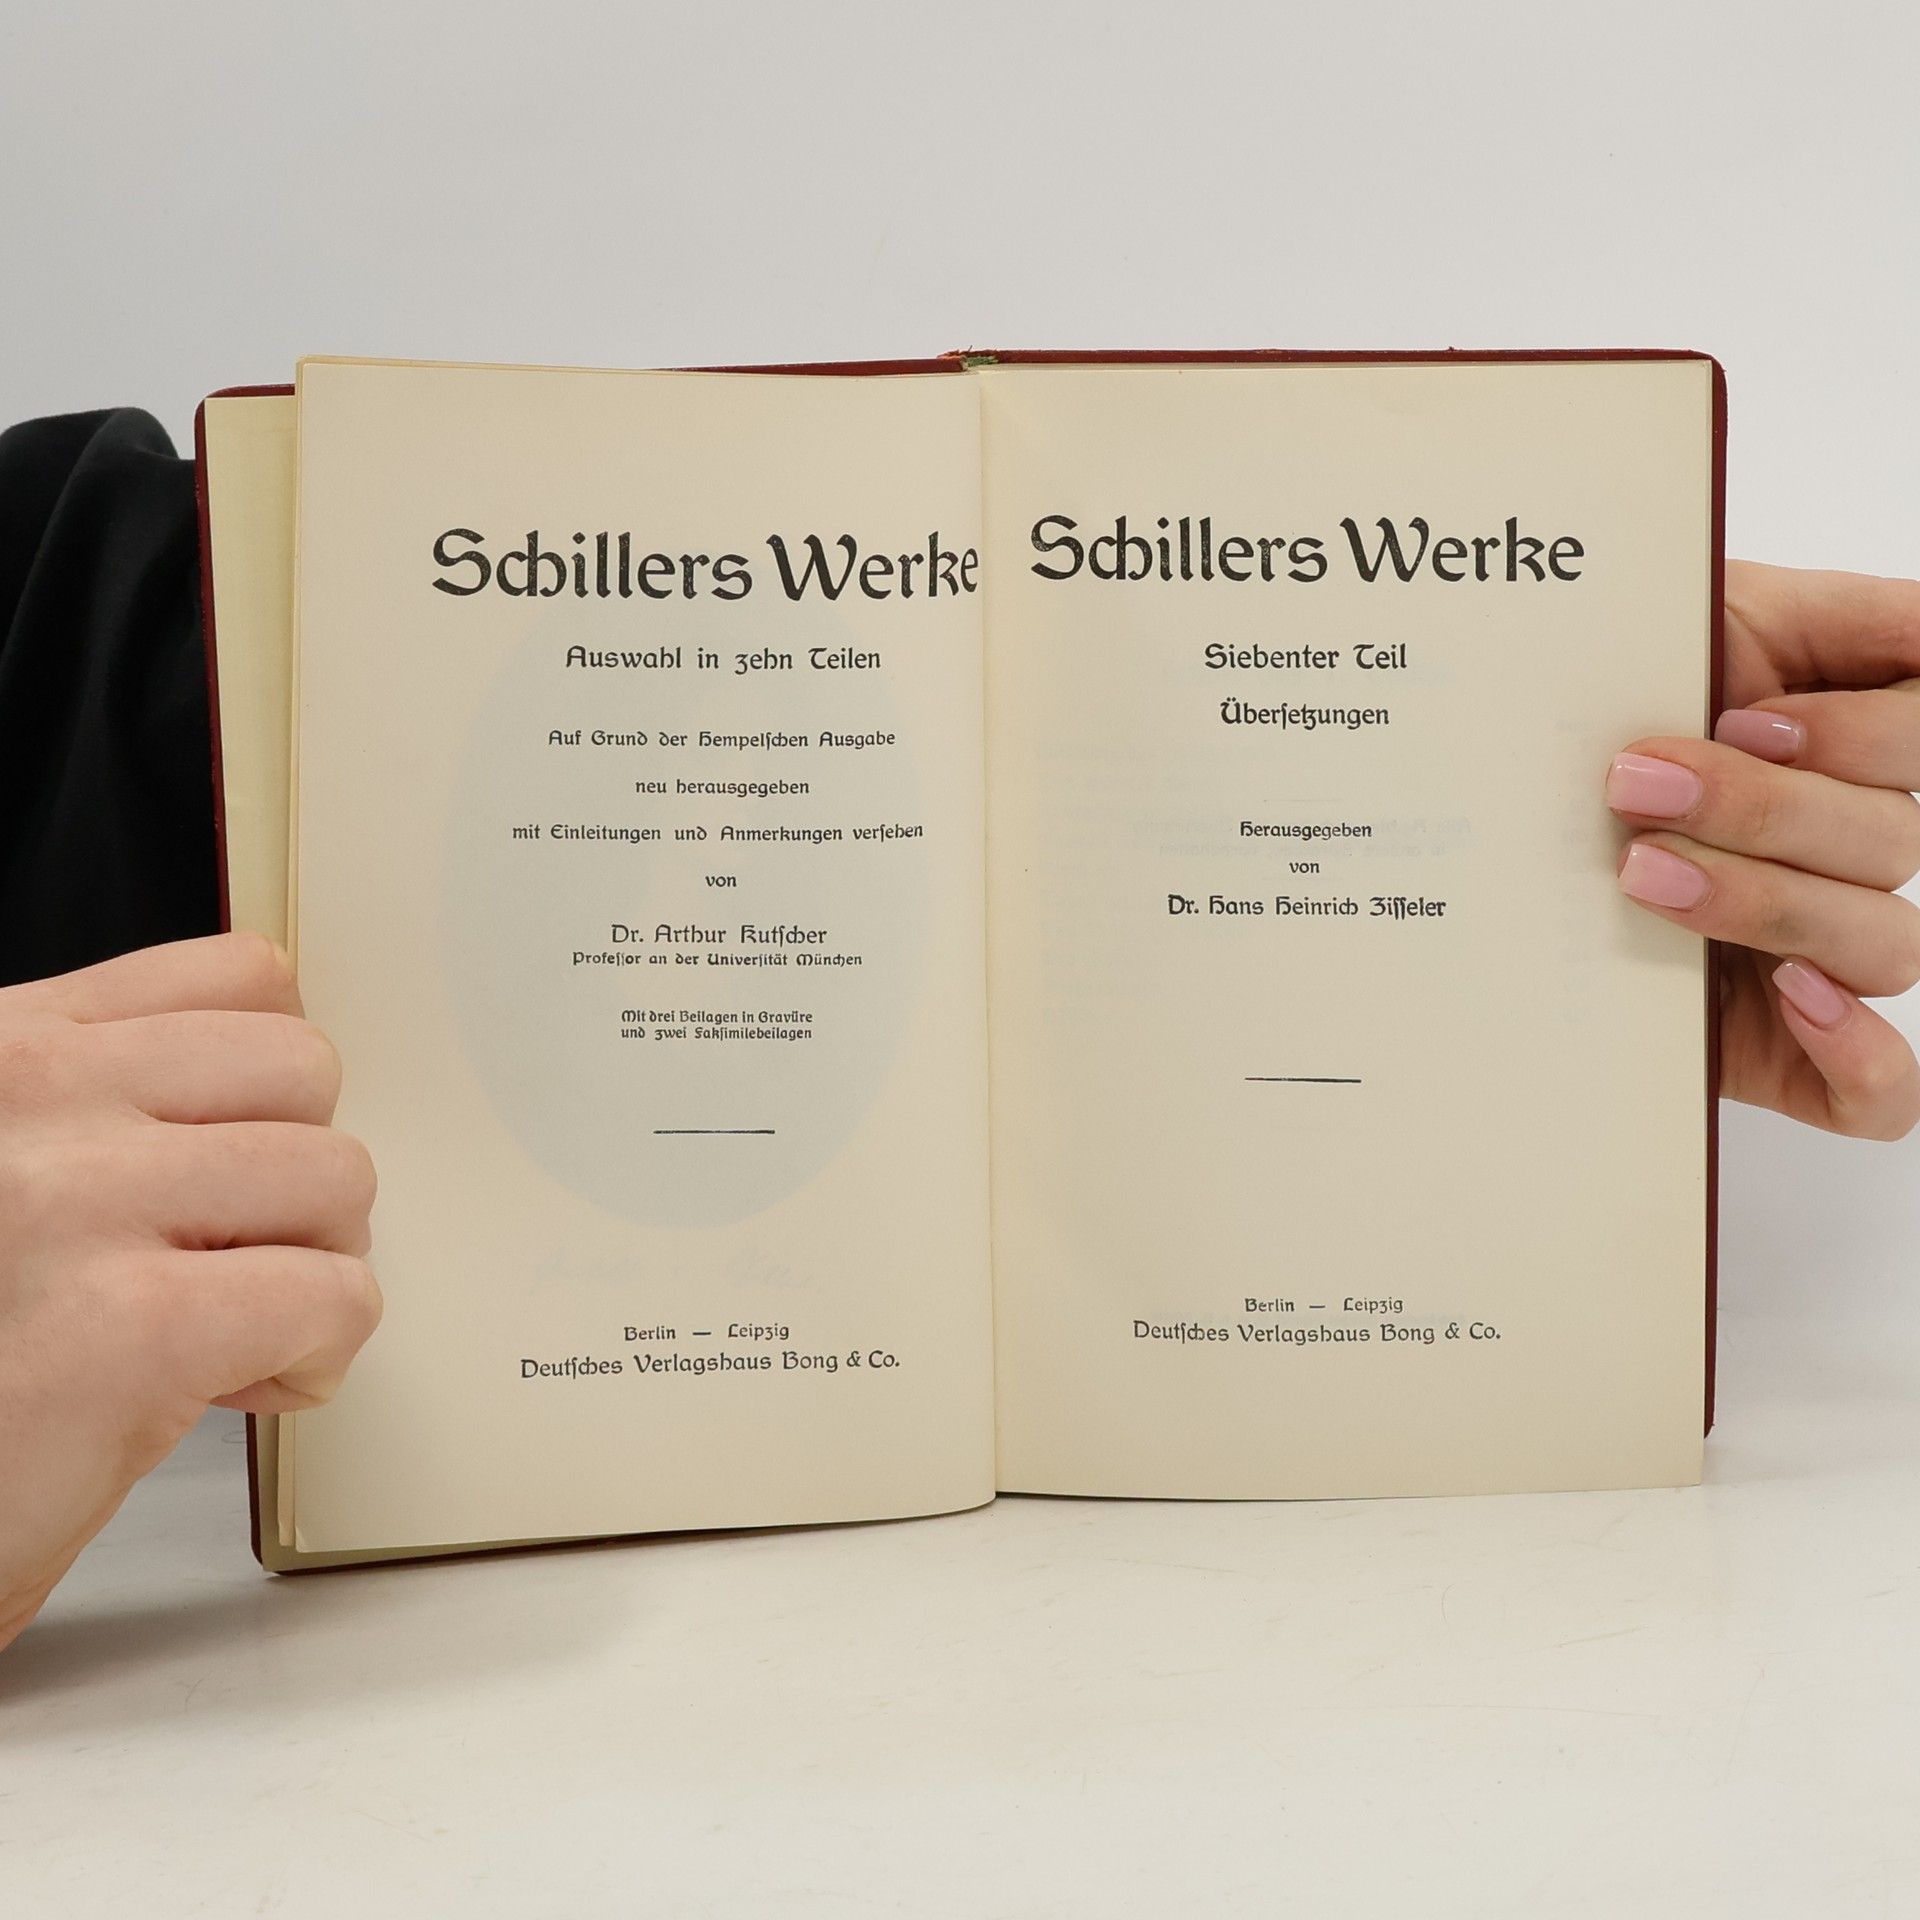 Schillers Werke
Auswahl in zehn Teilen
Auf Grund der Hempelſchen Ausgabe
neu herausgegeben
mit Einleitungen und Anmerkungen verſehen
von
Dr. Arthur Kutſcher
Profeſſor an der Univerſität München
Mit drei Beilagen in Gravüre
und zwei Fakſimilebeilagen
Berlin — Leipzig
Deutſches Verlagshaus Bong & Co.
Schillers Werke
Siebenter Teil
Überſetzungen
Herausgegeben
von
Dr. Hans Heinrich Ziſſeler
Berlin — Leipzig
Deutſches Verlagshaus Bong & Co.